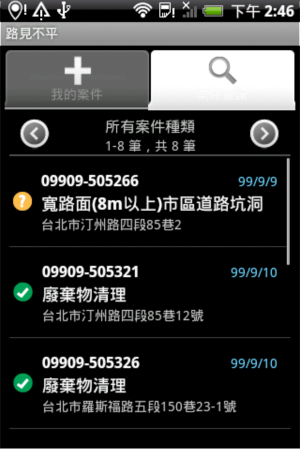 下午 2:46
路見不平
我的案件
所有案件種類
1-8 筆 , 共 8 筆
09909-505266
99/9/9
?
寬路面(8m以上)市區道路坑洞
台北市汀州路四段85巷2
09909-505321
99/9/10
廢棄物清理
台北市汀州路四段85巷12號
09909-505326
99/9/10
廢棄物清理
台北市羅斯福路五段150巷23-1號